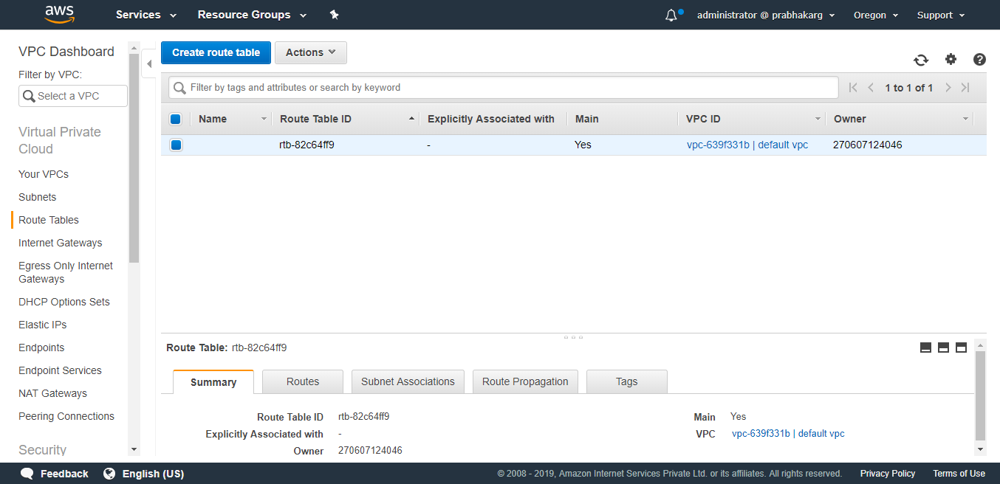 aws Services Resource Groups administrator @ prabhakarg Oregon Support
VPC Dashboard
Filter by VPC:
Select a VPC
Virtual Private
Cloud
Your VPCs
Subnets
Route Tables
Internet Gateways
Egress Only Internet
Gateways
DHCP Options Sets
Elastic IPs
Endpoints
Endpoint Services
NAT Gateways
Peering Connections
Security
Create route table Actions
?
Filter by tags and attributes or search by keyword 1 to 1 of 1
Name Route Table ID Explicitly Associated with Main VPC ID Owner
rtb-82c64ff9 - Yes vpc-639f331b | default vpc 270607124046
Route Table: rtb-82c64ff9
Summary Routes Subnet Associations Route Propagation Tags
Route Table ID rtb-82c64ff9 Main Yes
Explicitly Associated with - VPC vpc-639f331b | default vpc
Owner 270607124046
Feedback English (US) © 2008 - 2019, Amazon Internet Services Private Ltd. or its affiliates. All rights reserved. Privacy Policy Terms of Use